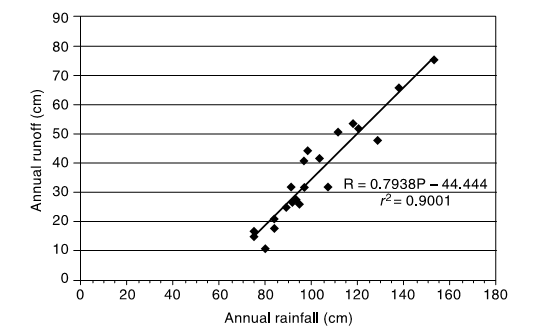 90
80
70
60
50
40
30
20
10
0
Annual runoff (cm)
R = 0.7938P – 44.444
r² = 0.9001
0 20 40 60 80 100 120 140 160 180
Annual rainfall (cm)